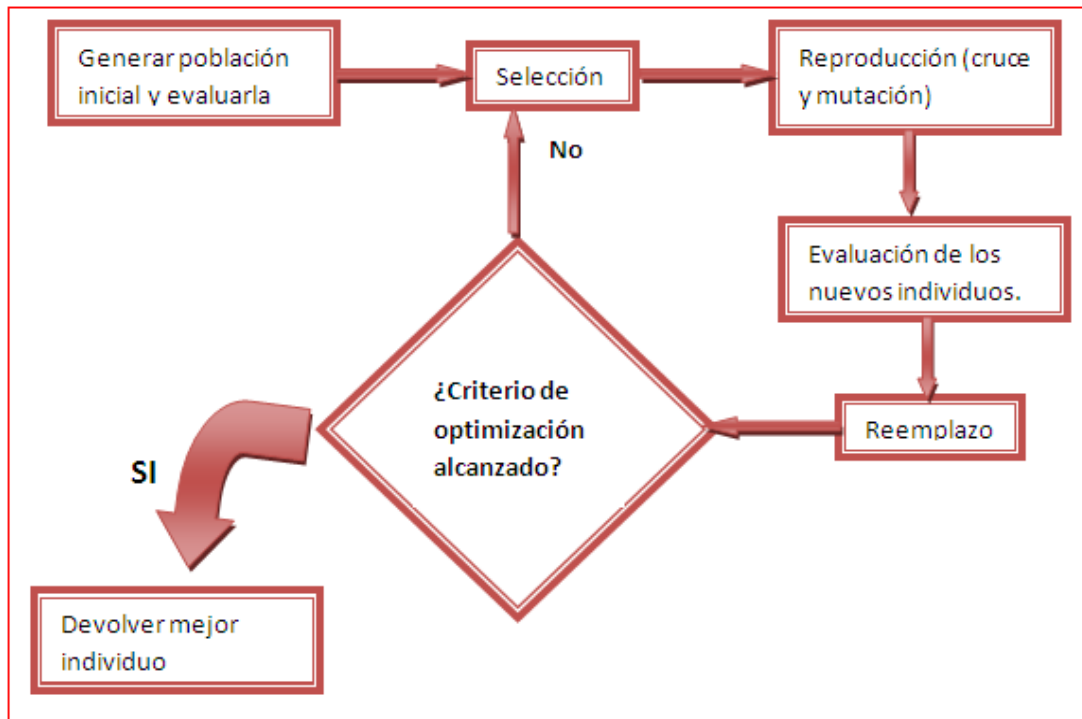 Generar población
inicial y evaluarla
Selección
Reproducción (cruce
y mutación)
No
Evaluación de los
nuevos individuos.
¿Criterio de
optimización
alcanzado?
Reemplazo
SI
Devolver mejor
individuo